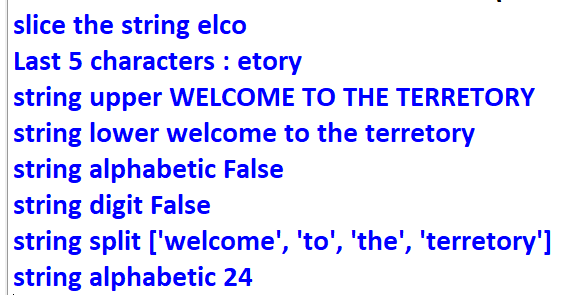 slice the string elco
Last 5 characters : etory
string upper WELCOME TO THE TERRETORY
string lower welcome to the terretory
string alphabetic False
string digit False
string split ['welcome', 'to', 'the', 'terretory']
string alphabetic 24